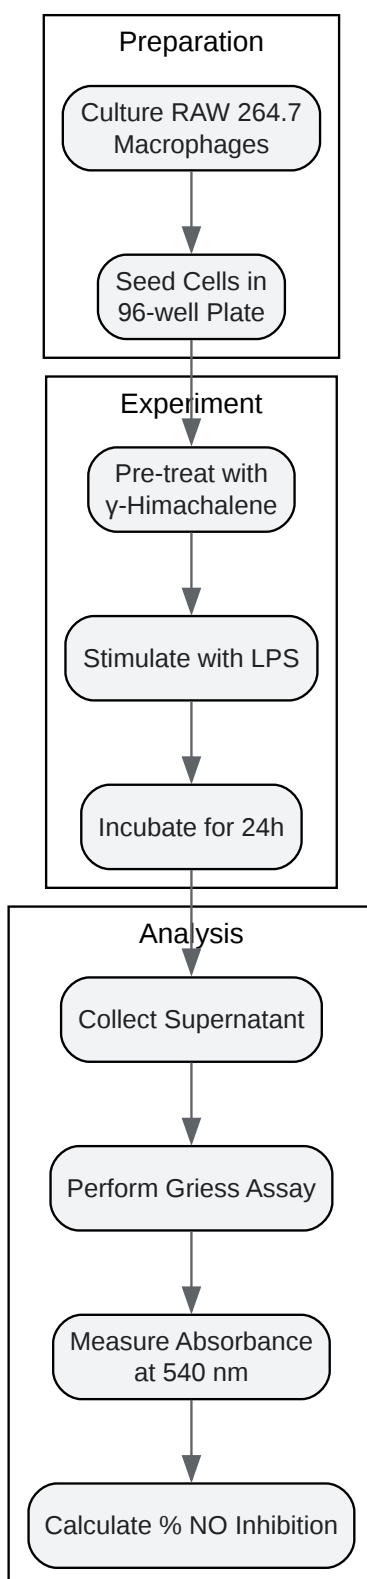 Preparation
Culture RAW 264.7
Macrophages
Seed Cells in
96-well Plate
Experiment
Pre-treat with
γ-Himachalene
Stimulate with LPS
Incubate for 24h
Analysis
Collect Supernatant
Perform Griess Assay
Measure Absorbance
at 540 nm
Calculate % NO Inhibition